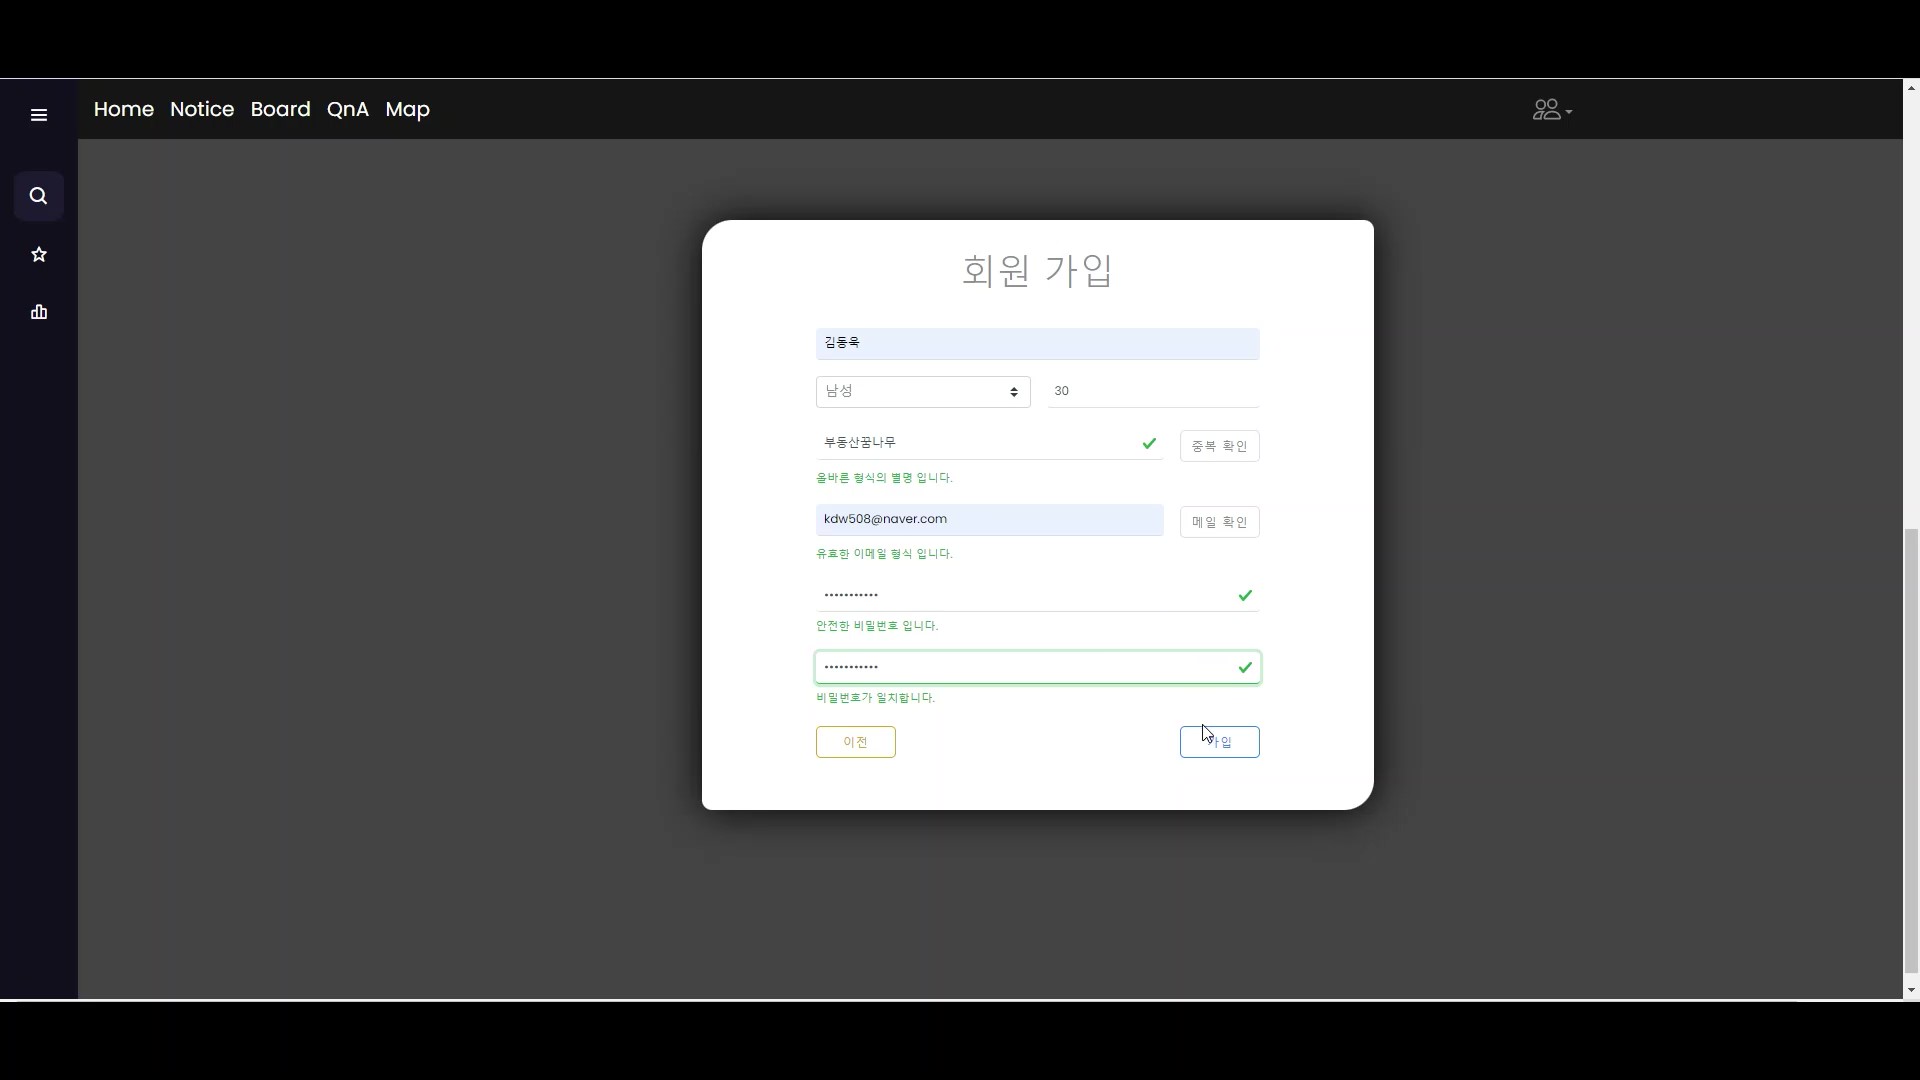 Home Notice Board QnA Map
회원 가입
김동욱
남성 30
부동산꿈나무 중복 확인
올바른 형식의 별명 입니다.
kdw508@naver.com 메일 확인
유효한 이메일 형식 입니다.
•••••••••••
안전한 비밀번호 입니다.
•••••••••••
비밀번호가 일치합니다.
이전 가입